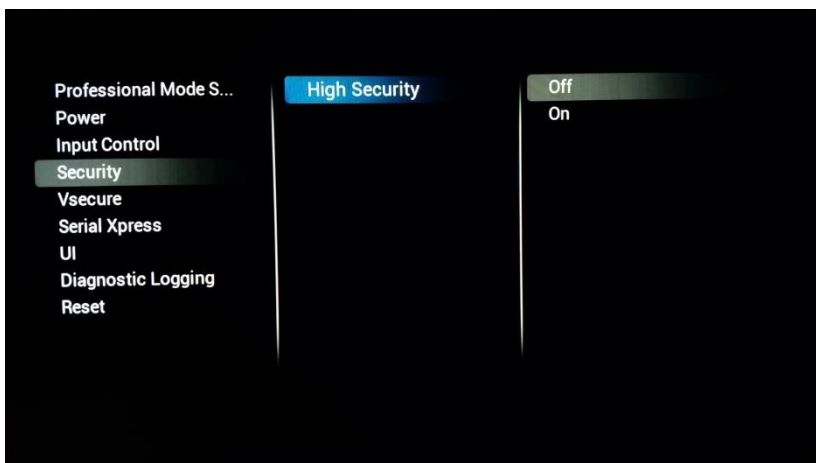 Professional Mode S...
Power
Input Control
Security
Vsecure
Serial Xpress
UI
Diagnostic Logging
Reset
High Security
Off
On